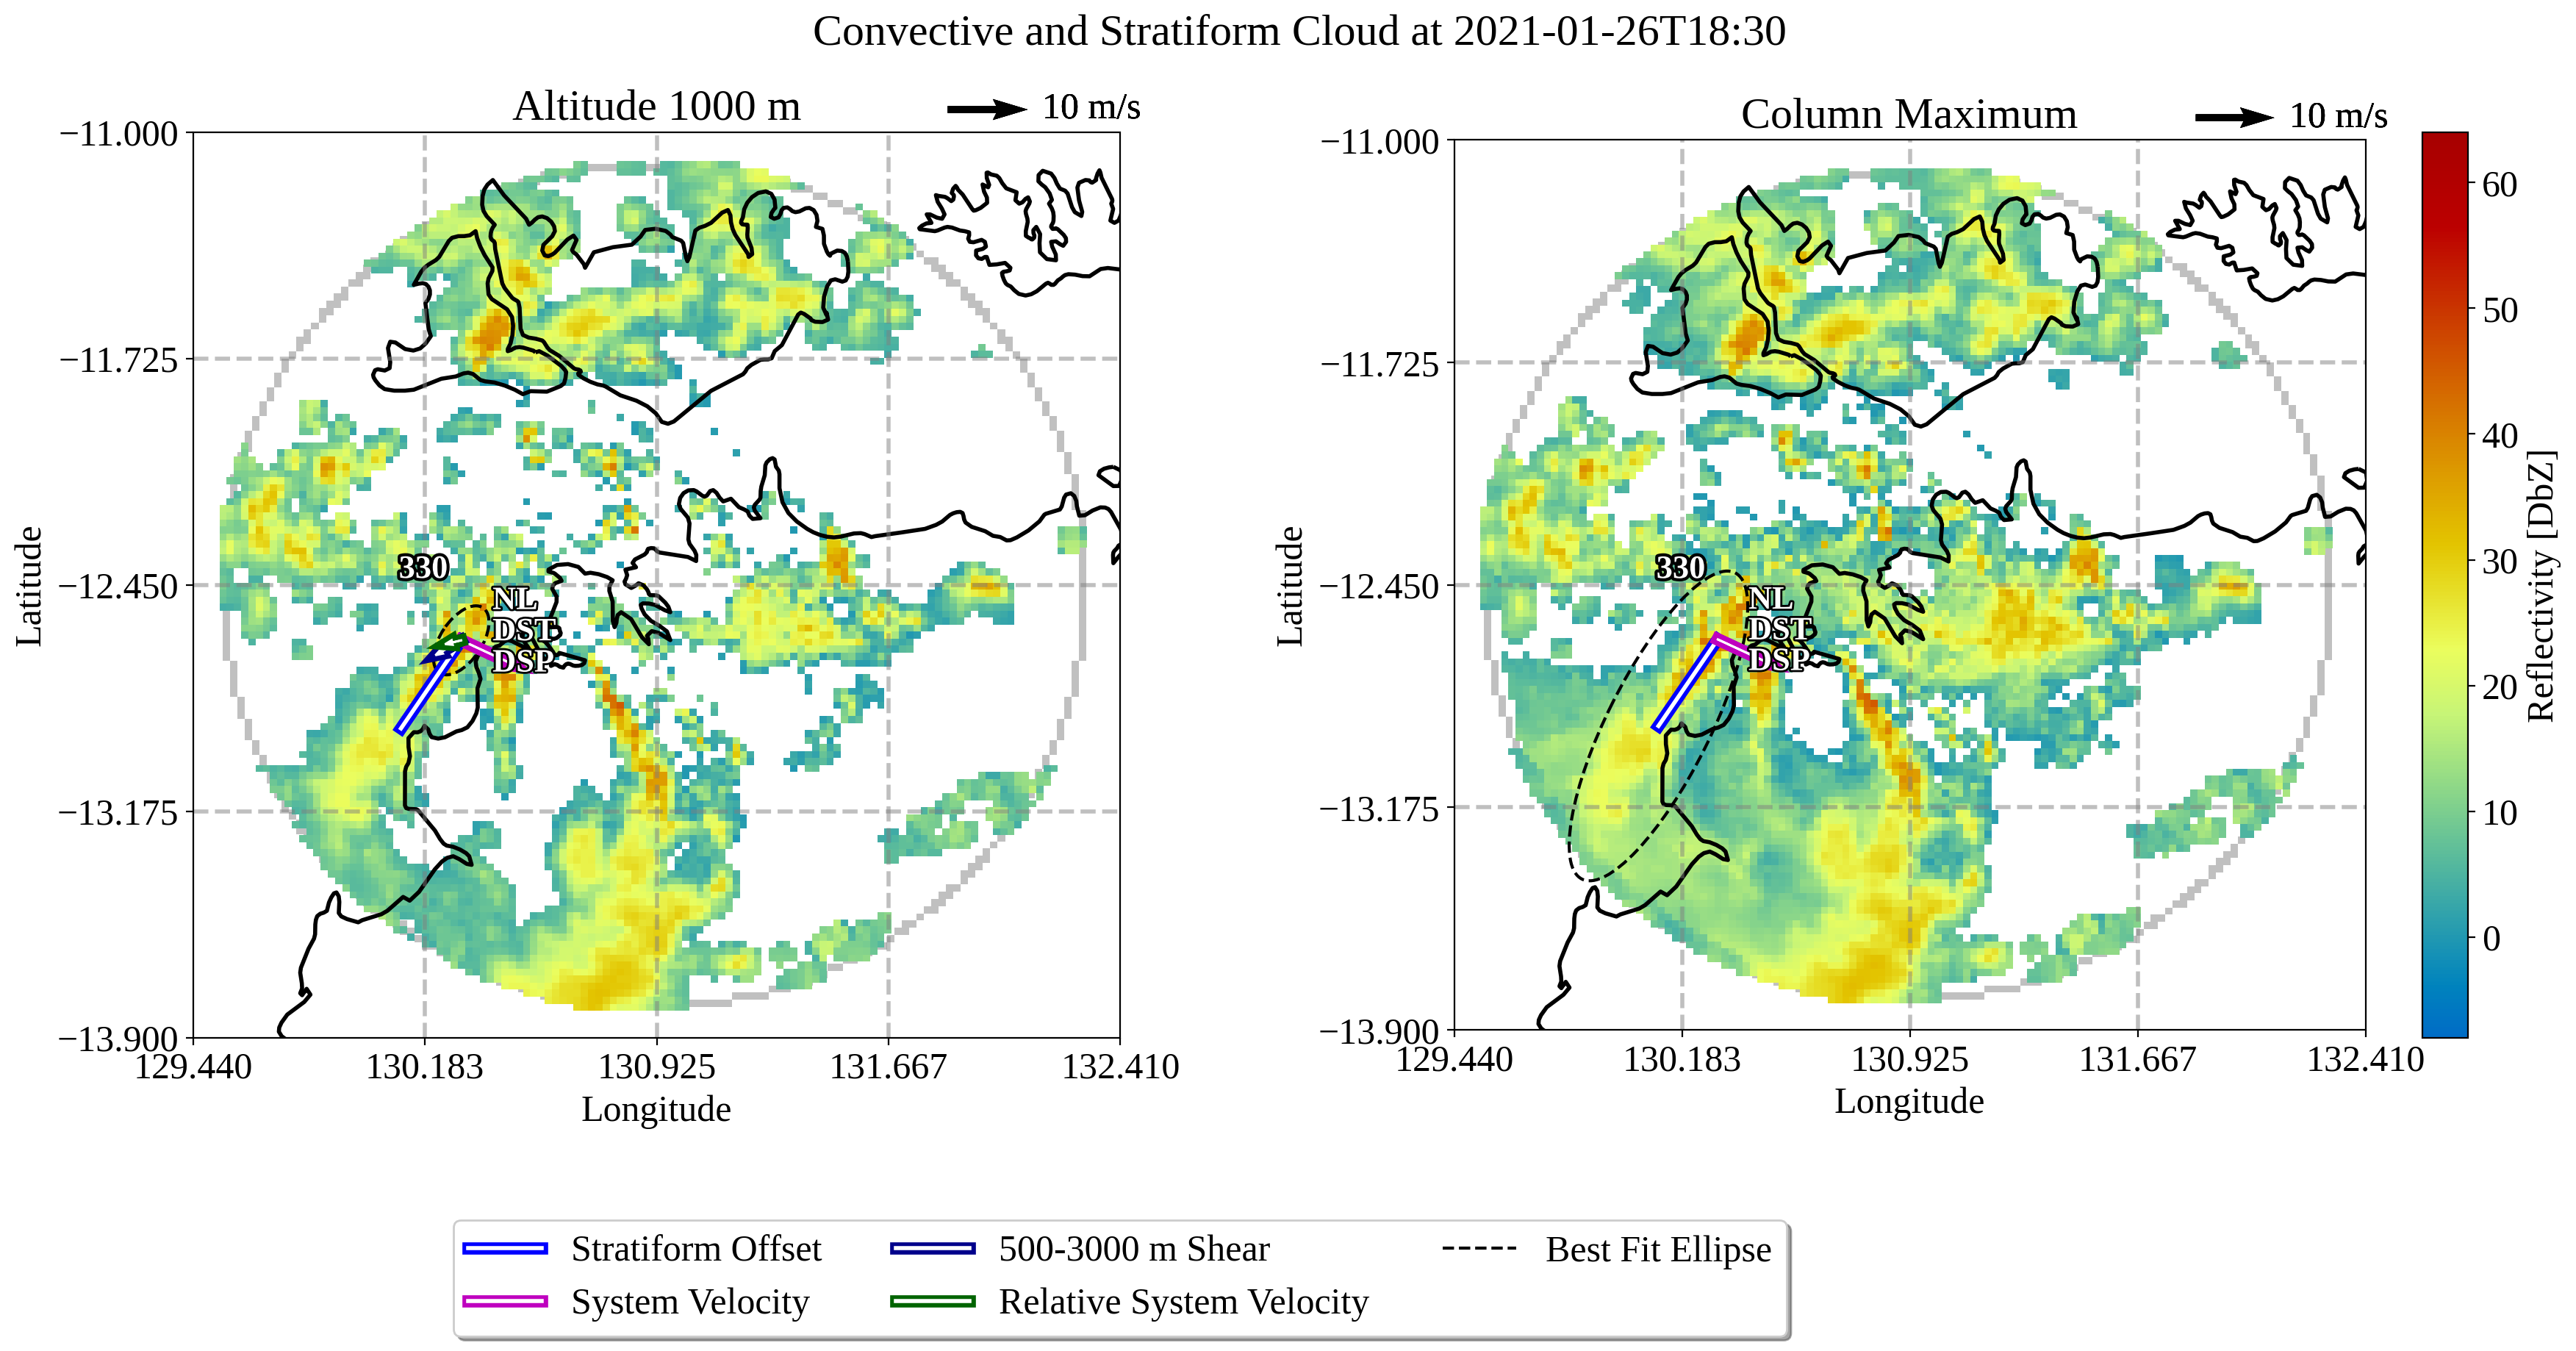 Convective and Stratiform Cloud at 2021-01-26T18:30
Altitude 1000 m
10 m/s
−11.000
−11.725
−12.450
−13.175
−13.900
129.440
130.183
130.925
131.667
132.410
Latitude
Longitude
330
NL
DST
DSP
Column Maximum
10 m/s
−11.000
−11.725
−12.450
−13.175
−13.900
129.440
130.183
130.925
131.667
132.410
Latitude
Longitude
330
NL
DST
DSP
60
50
40
30
20
10
0
Reflectivity [DbZ]
Stratiform Offset
System Velocity
500-3000 m Shear
Relative System Velocity
Best Fit Ellipse